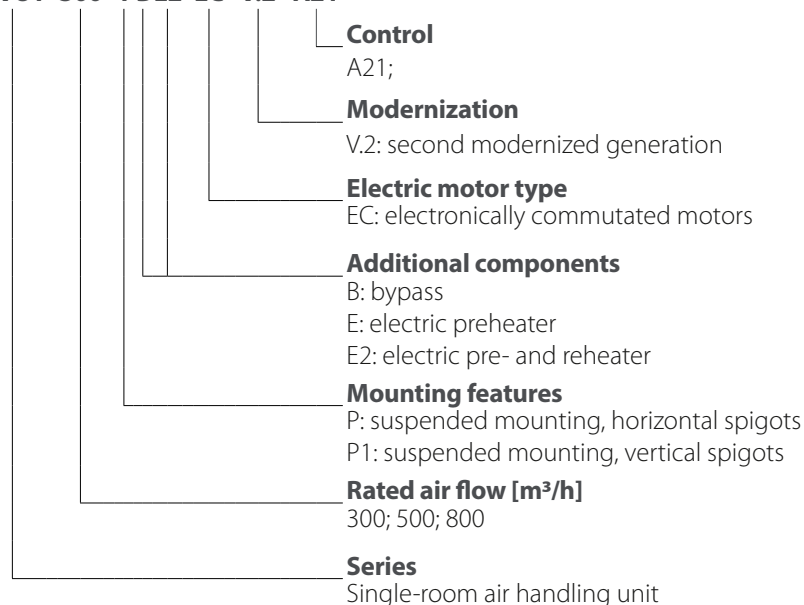 Control
A21;
Modernization
V.2: second modernized generation
Electric motor type
EC: electronically commutated motors
Additional components
B: bypass
E: electric preheater
E2: electric pre- and reheater
Mounting features
P: suspended mounting, horizontal spigots
P1: suspended mounting, vertical spigots
Rated air flow [m³/h]
300; 500; 800
Series
Single-room air handling unit